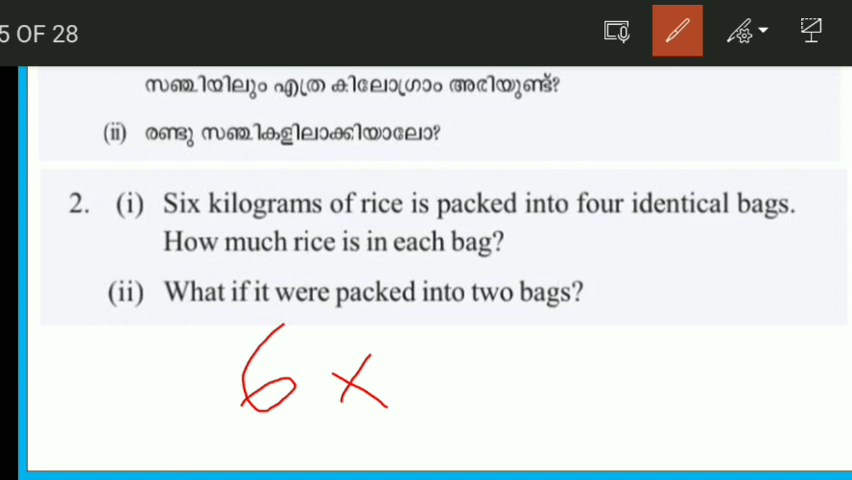 5 OF 28
സഞ്ചിയിലും എത്ര കിലോഗ്രാം അരിയുണ്ട്?
(ii) രണ്ടു സഞ്ചികളിലാക്കിയാലോ?
2. (i) Six kilograms of rice is packed into four identical bags.
How much rice is in each bag?
(ii) What if it were packed into two bags?
6 ×